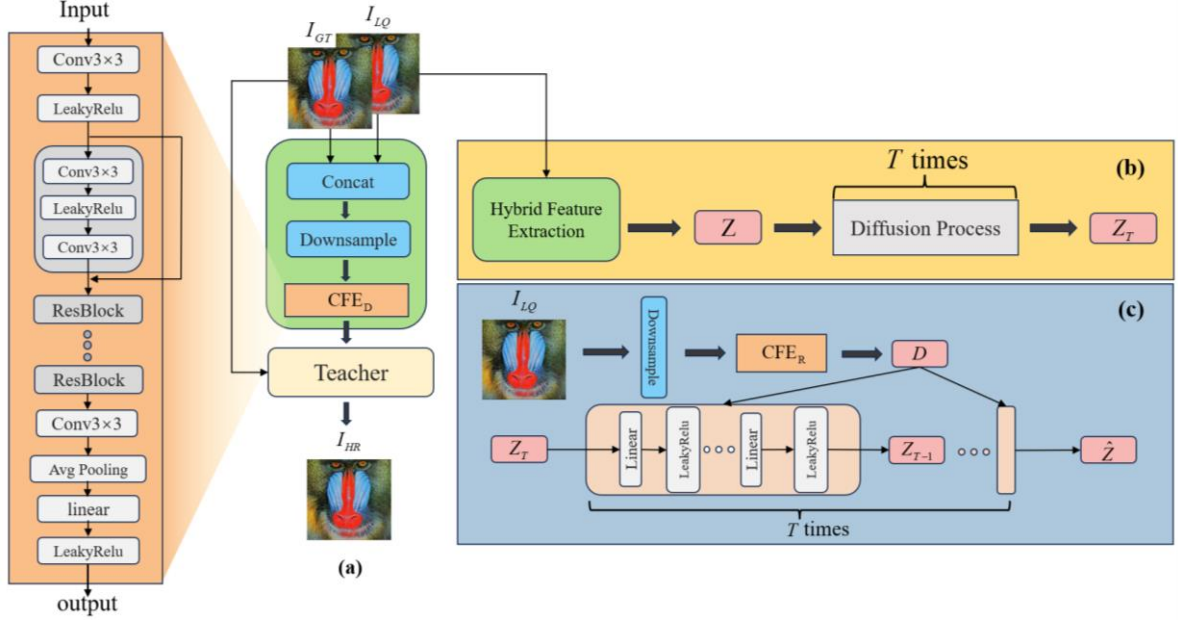 Input
Conv3×3
LeakyRelu
Conv3×3
LeakyRelu
Conv3×3
ResBlock
ResBlock
Conv3×3
Avg Pooling
linear
LeakyRelu
output
I_GT
I_LQ
Concat
Downsample
CFE_D
Teacher
I_HR
(a)
(b)
T times
Hybrid Feature
Extraction
Z
Diffusion Process
Z_T
(c)
I_LQ
Downsample
CFE_R
D
Z_T
Linear
LeakyRelu
Linear
LeakyRelu
Z_{T-1}
Ẑ
T times